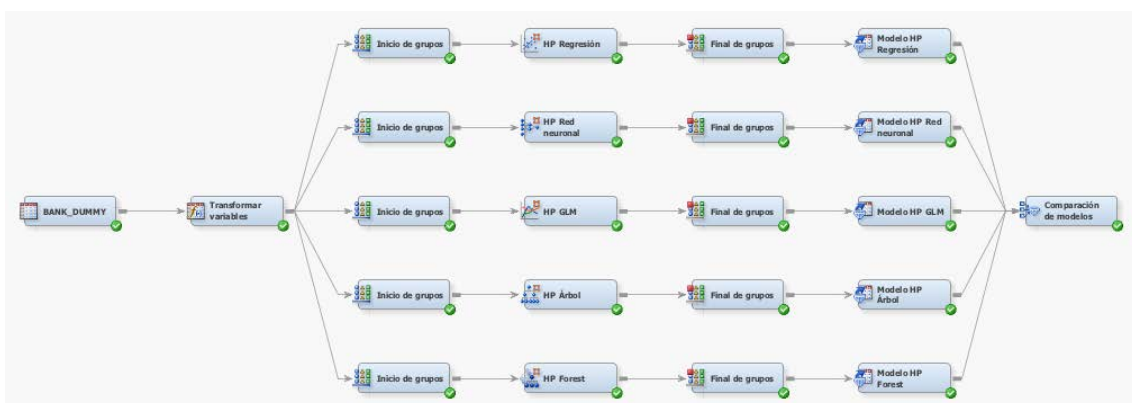 Inicio de grupos
HP Regresión
Final de grupos
Modelo HP
Regresión
Inicio de grupos
HP Red
neuronal
Final de grupos
Modelo HP Red
neuronal
BANK_DUMMY
Transformar
variables
Inicio de grupos
HP GLM
Final de grupos
Modelo HP GLM
Comparación
de modelos
Inicio de grupos
HP Árbol
Final de grupos
Modelo HP
Árbol
Inicio de grupos
HP Forest
Final de grupos
Modelo HP
Forest